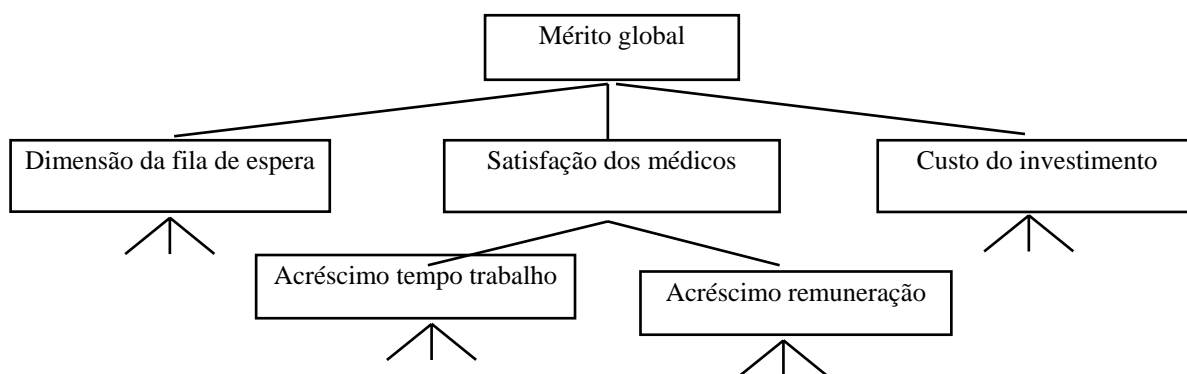 Mérito global
Dimensão da fila de espera
Satisfação dos médicos
Custo do investimento
Acréscimo tempo trabalho
Acréscimo remuneração